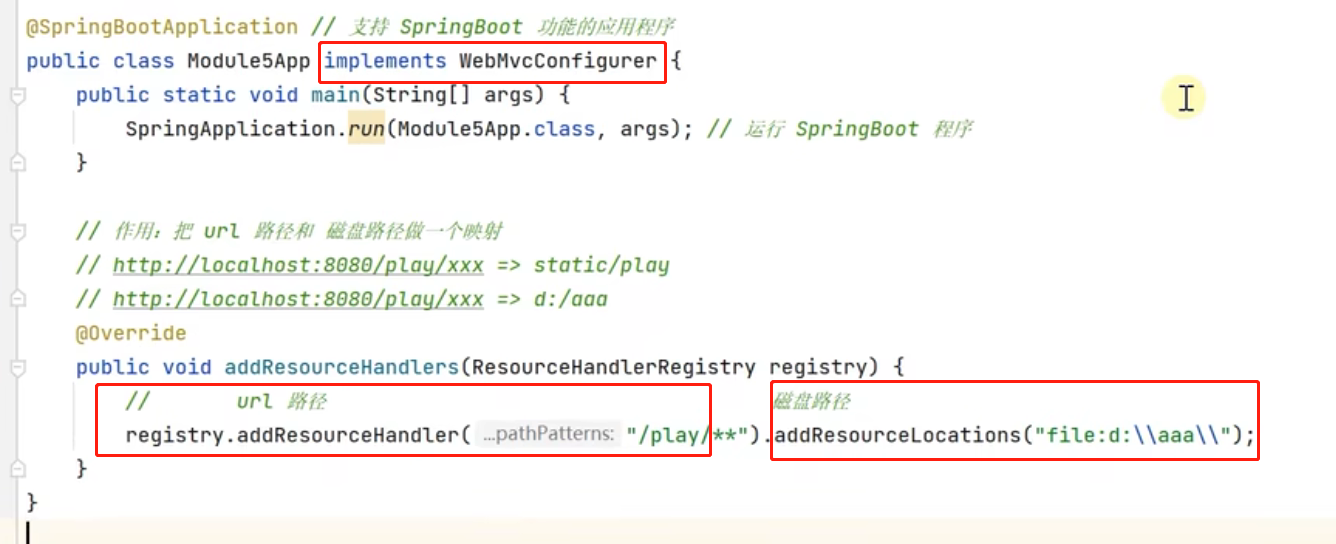 @SpringBootApplication // 支持 SpringBoot 功能的应用程序
public class Module5App implements WebMvcConfigurer {
public static void main(String[] args) {
SpringApplication.run(Module5App.class, args); // 运行 SpringBoot 程序
}
// 作用：把 url 路径和 磁盘路径做一个映射
// http://localhost:8080/play/xxx => static/play
// http://localhost:8080/play/xxx => d:/aaa
@Override
public void addResourceHandlers(ResourceHandlerRegistry registry) {
// url 路径 磁盘路径
registry.addResourceHandler( ...pathPatterns: "/play/**").addResourceLocations("file:d:\\aaa\\");
}
}